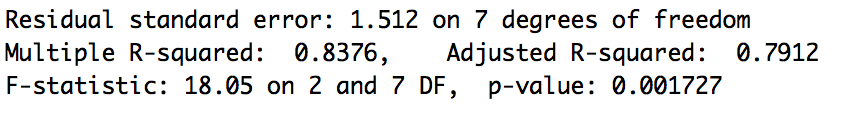 Residual standard error: 1.512 on 7 degrees of freedom
Multiple R-squared:  0.8376,    Adjusted R-squared:  0.7912
F-statistic: 18.05 on 2 and 7 DF,  p-value: 0.001727